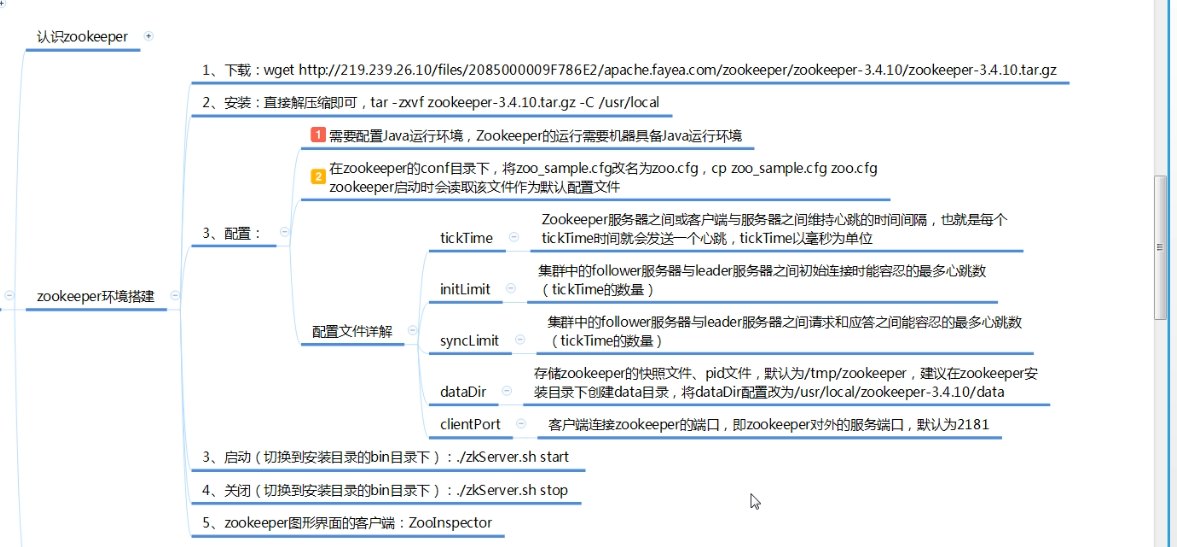 认识zookeeper
1、下载：wget http://219.239.26.10/files/2085000009F786E2/apache.fayea.com/zookeeper/zookeeper-3.4.10/zookeeper-3.4.10.tar.gz
2、安装：直接解压缩即可，tar -zxvf zookeeper-3.4.10.tar.gz -C /usr/local
1 需要配置Java运行环境，Zookeeper的运行需要机器具备Java运行环境
2 在zookeeper的conf目录下，将zoo_sample.cfg改名为zoo.cfg，cp zoo_sample.cfg zoo.cfg
zookeeper启动时会读取该文件作为默认配置文件
3、配置：
tickTime
Zookeeper服务器之间或客户端与服务器之间维持心跳的时间间隔，也就是每个
tickTime时间就会发送一个心跳，tickTime以毫秒为单位
initLimit
集群中的follower服务器与leader服务器之间初始连接时能容忍的最多心跳数
（tickTime的数量）
zookeeper环境搭建
配置文件详解
syncLimit
集群中的follower服务器与leader服务器之间请求和应答之间能容忍的最多心跳数
（tickTime的数量）
dataDir
存储zookeeper的快照文件、pid文件，默认为/tmp/zookeeper，建议在zookeeper安
装目录下创建data目录，将dataDir配置改为/usr/local/zookeeper-3.4.10/data
clientPort
客户端连接zookeeper的端口，即zookeeper对外的服务端口，默认为2181
3、启动（切换到安装目录的bin目录下）：./zkServer.sh start
4、关闭（切换到安装目录的bin目录下）：./zkServer.sh stop
5、zookeeper图形界面的客户端：ZooInspector